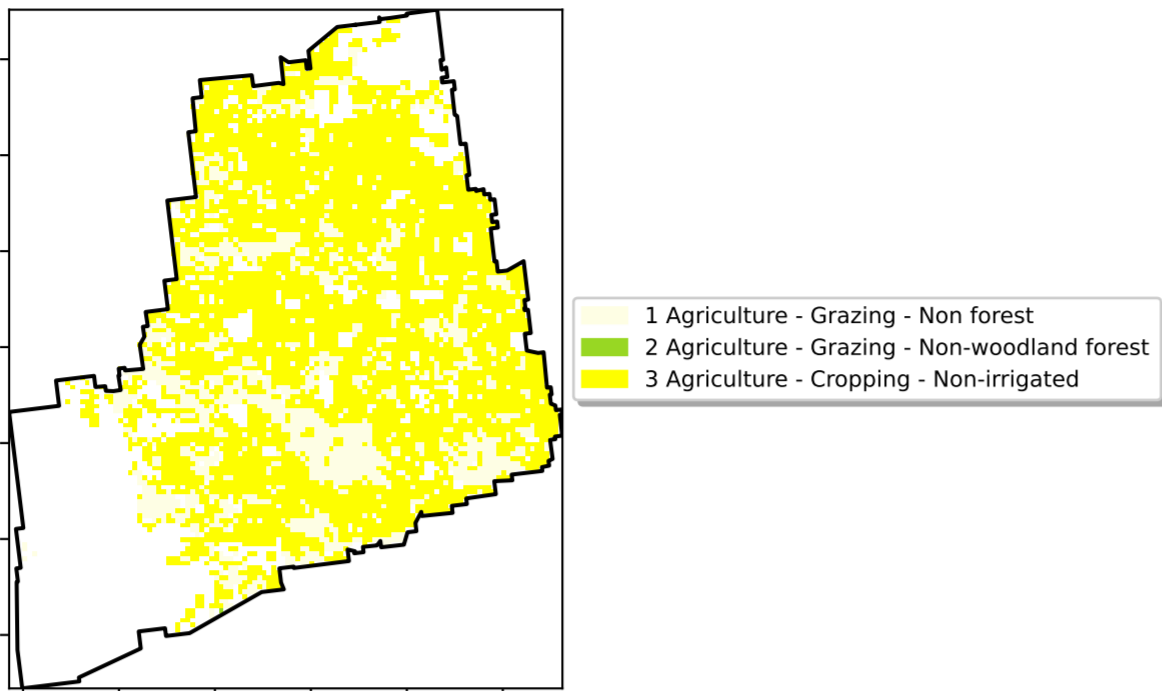 1 Agriculture - Grazing - Non forest
2 Agriculture - Grazing - Non-woodland forest
3 Agriculture - Cropping - Non-irrigated